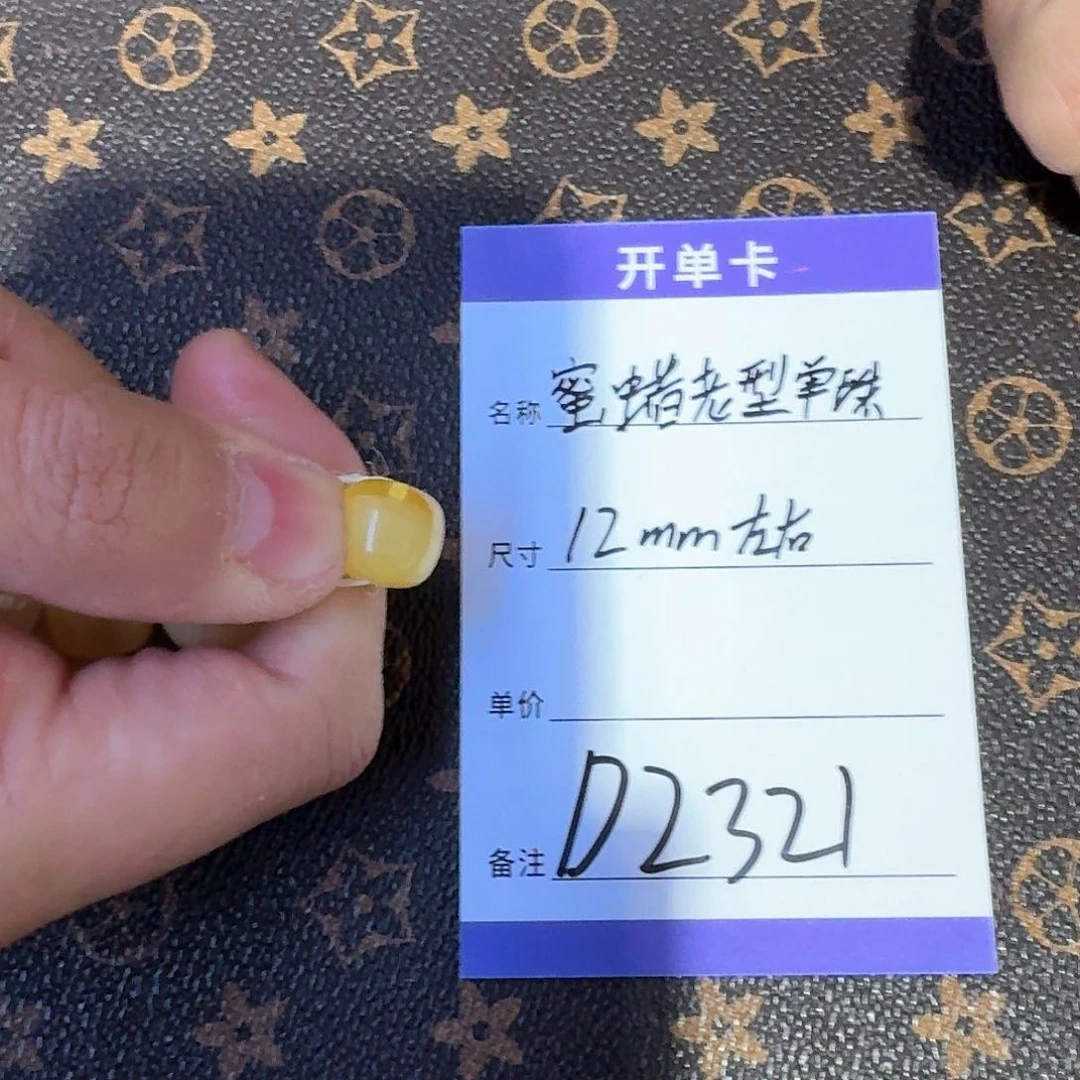 开单卡
名称 蜜蜡老型单珠
尺寸 12mm左右
单价
备注 D2321